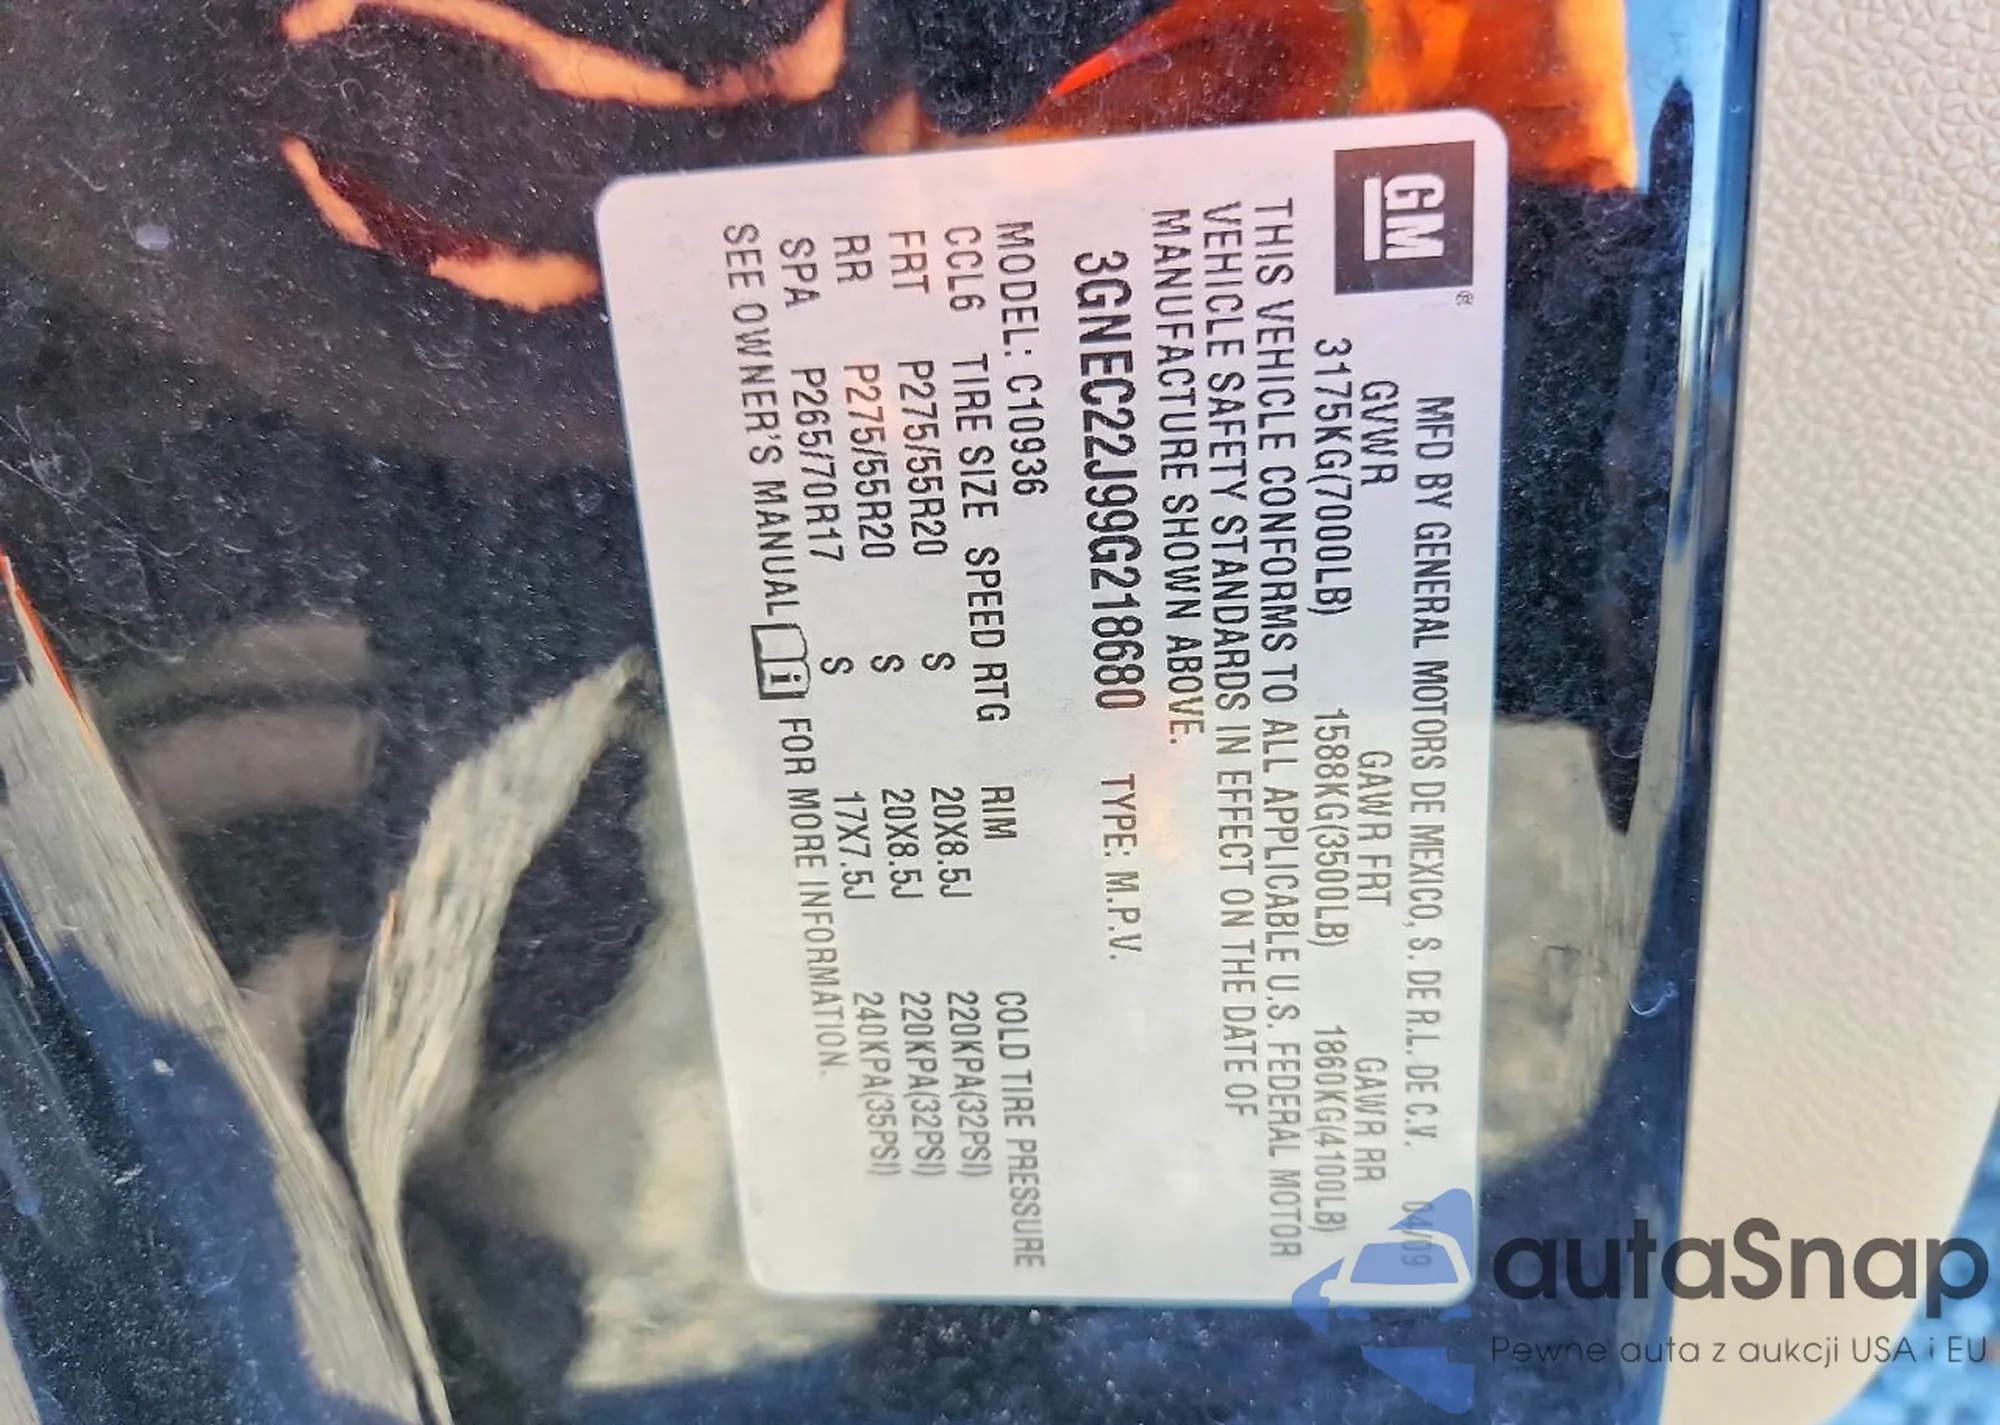 GM®
MFD BY GENERAL MOTORS DE MEXICO, S. DE R.L. DE C.V. 04/09
GVWR GAWR FRT GAWR RR
3175KG(7000LB) 1588KG(3500LB) 1860KG(4100LB)
THIS VEHICLE CONFORMS TO ALL APPLICABLE U.S. FEDERAL MOTOR
VEHICLE SAFETY STANDARDS IN EFFECT ON THE DATE OF
MANUFACTURE SHOWN ABOVE.
3GNEC22J99G218680 TYPE: M.P.V.
MODEL: C10936
CCL6 TIRE SIZE SPEED RTG RIM COLD TIRE PRESSURE
FRT P275/55R20 S 20X8.5J 220KPA(32PSI)
RR P275/55R20 S 20X8.5J 220KPA(32PSI)
SPA P265/70R17 S 17X7.5J 240KPA(35PSI)
SEE OWNER'S MANUAL i FOR MORE INFORMATION.
autaSnap
Pewne auta z aukcji USA i EU